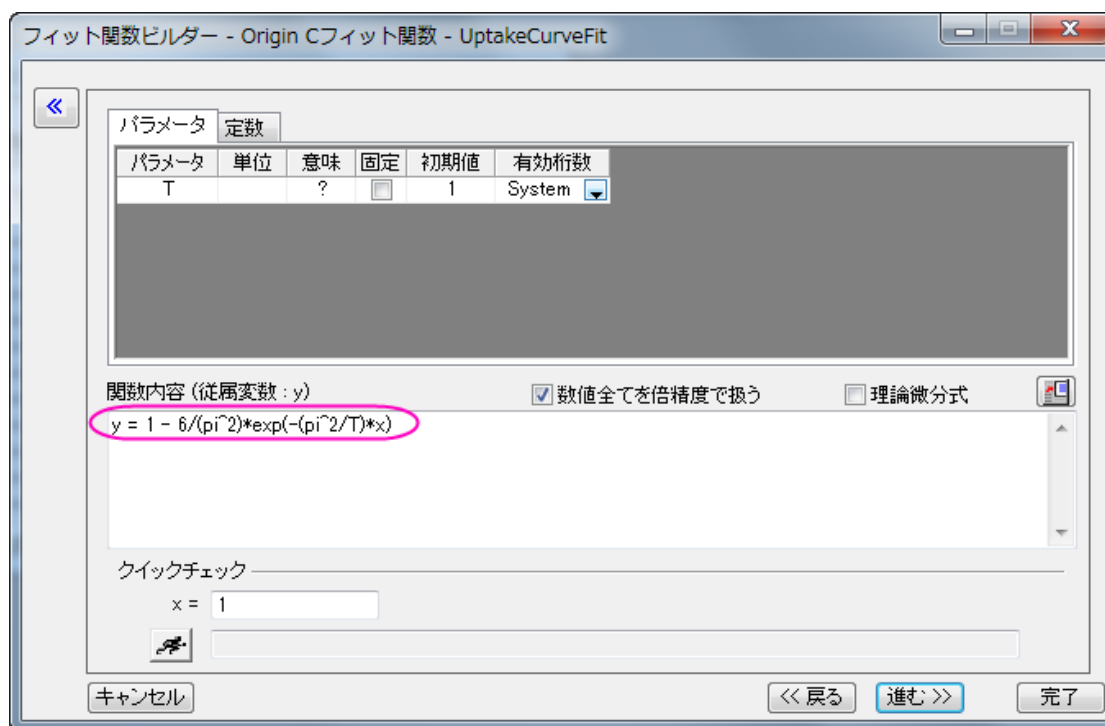 フィット関数ビルダー - Origin Cフィット関数 - UptakeCurveFit
パラメータ 定数
パラメータ 単位 意味 固定 初期値 有効桁数
T ? 1 System
関数内容 (従属変数 : y) 数値全てを倍精度で扱う 理論微分式
y = 1 - 6/(pi^2)*exp(-(pi^2/T)*x)
クイックチェック
x = 1
キャンセル << 戻る 進む >> 完了